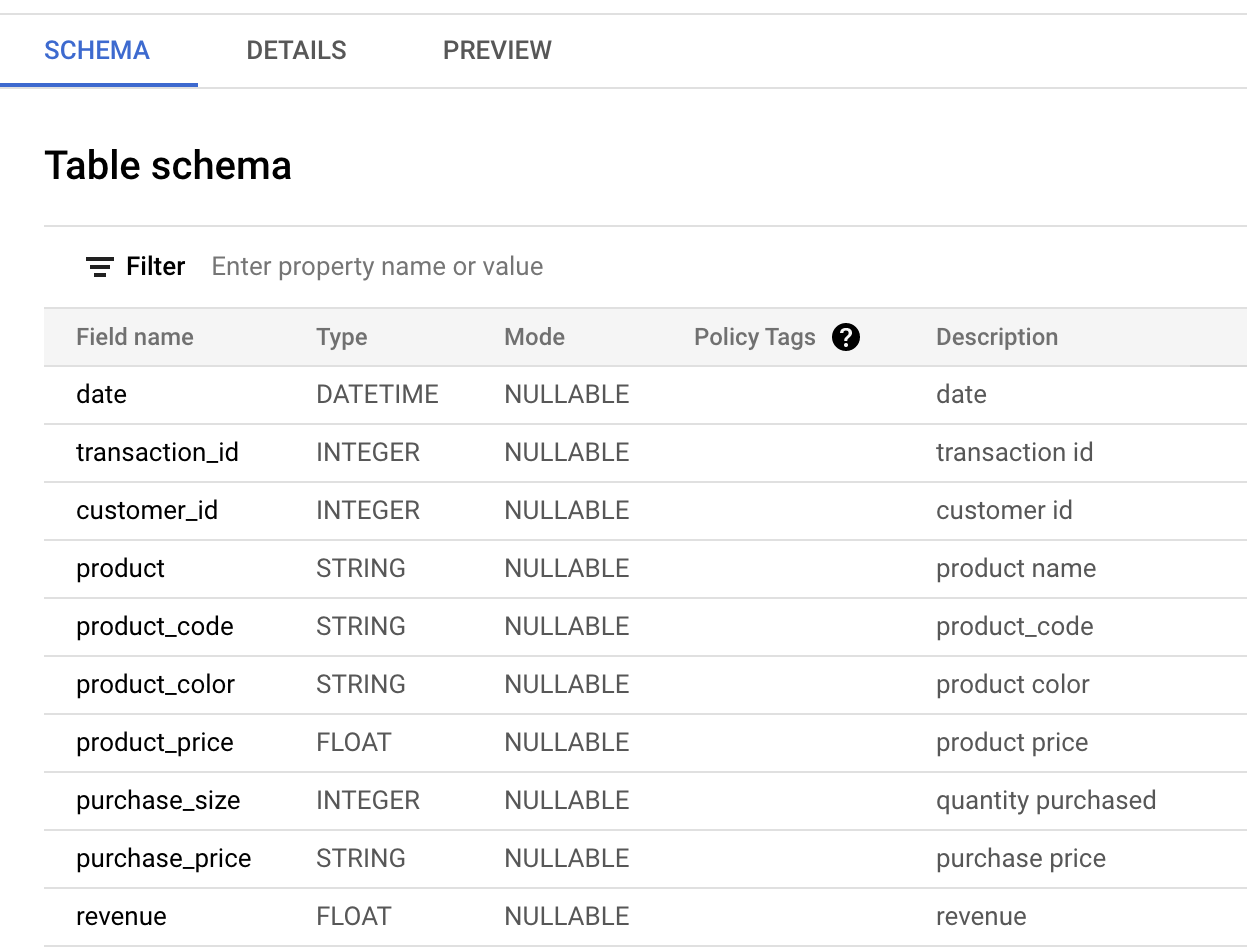 SCHEMA DETAILS PREVIEW
Table schema
Filter Enter property name or value
Field name Type Mode Policy Tags ? Description
date DATETIME NULLABLE date
transaction_id INTEGER NULLABLE transaction id
customer_id INTEGER NULLABLE customer id
product STRING NULLABLE product name
product_code STRING NULLABLE product_code
product_color STRING NULLABLE product color
product_price FLOAT NULLABLE product price
purchase_size INTEGER NULLABLE quantity purchased
purchase_price STRING NULLABLE purchase price
revenue FLOAT NULLABLE revenue